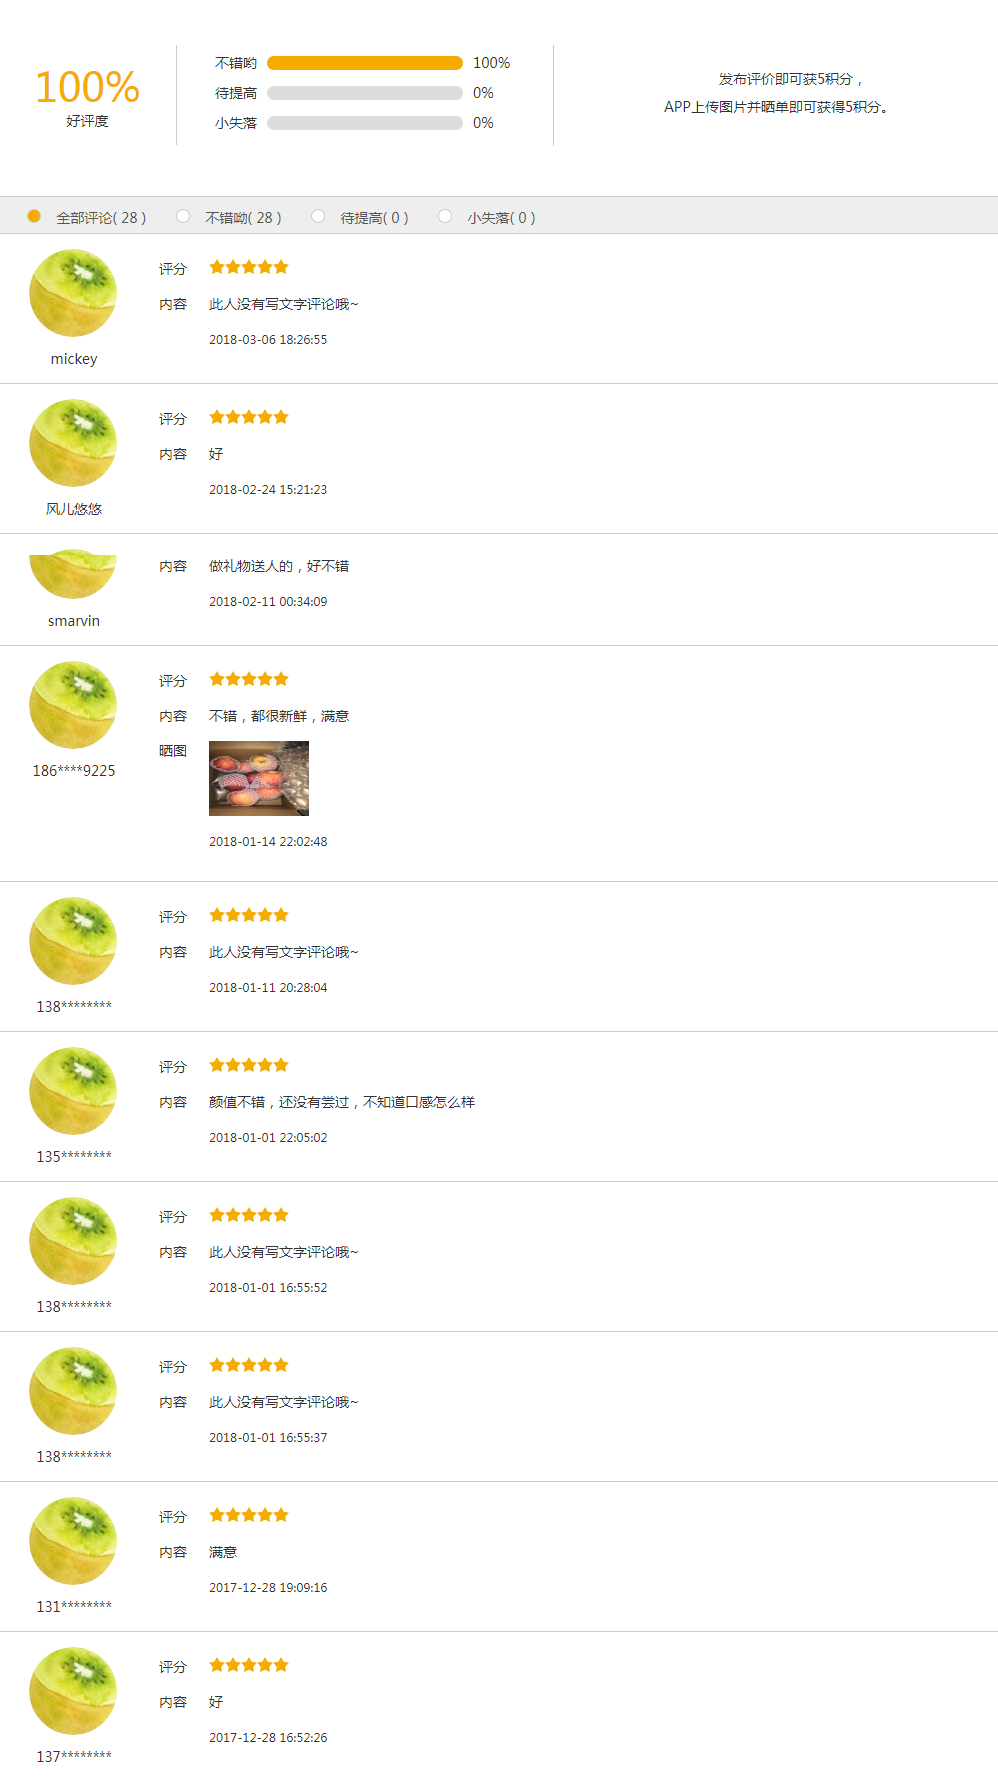 100%
好评度
不错哟 100%
待提高 0%
小失落 0%
发布评价即可获5积分，
APP上传图片并晒单即可获得5积分。
全部评论( 28 ) 不错呦( 28 ) 待提高( 0 ) 小失落( 0 )
评分
内容 此人没有写文字评论哦~
2018-03-06 18:26:55
mickey
评分
内容 好
2018-02-24 15:21:23
风儿悠悠
内容 做礼物送人的，好不错
2018-02-11 00:34:09
smarvin
评分
内容 不错，都很新鲜，满意
晒图
186****9225
2018-01-14 22:02:48
评分
内容 此人没有写文字评论哦~
2018-01-11 20:28:04
138********
评分
内容 颜值不错，还没有尝过，不知道口感怎么样
2018-01-01 22:05:02
135********
评分
内容 此人没有写文字评论哦~
2018-01-01 16:55:52
138********
评分
内容 此人没有写文字评论哦~
2018-01-01 16:55:37
138********
评分
内容 满意
2017-12-28 19:09:16
131********
评分
内容 好
2017-12-28 16:52:26
137********